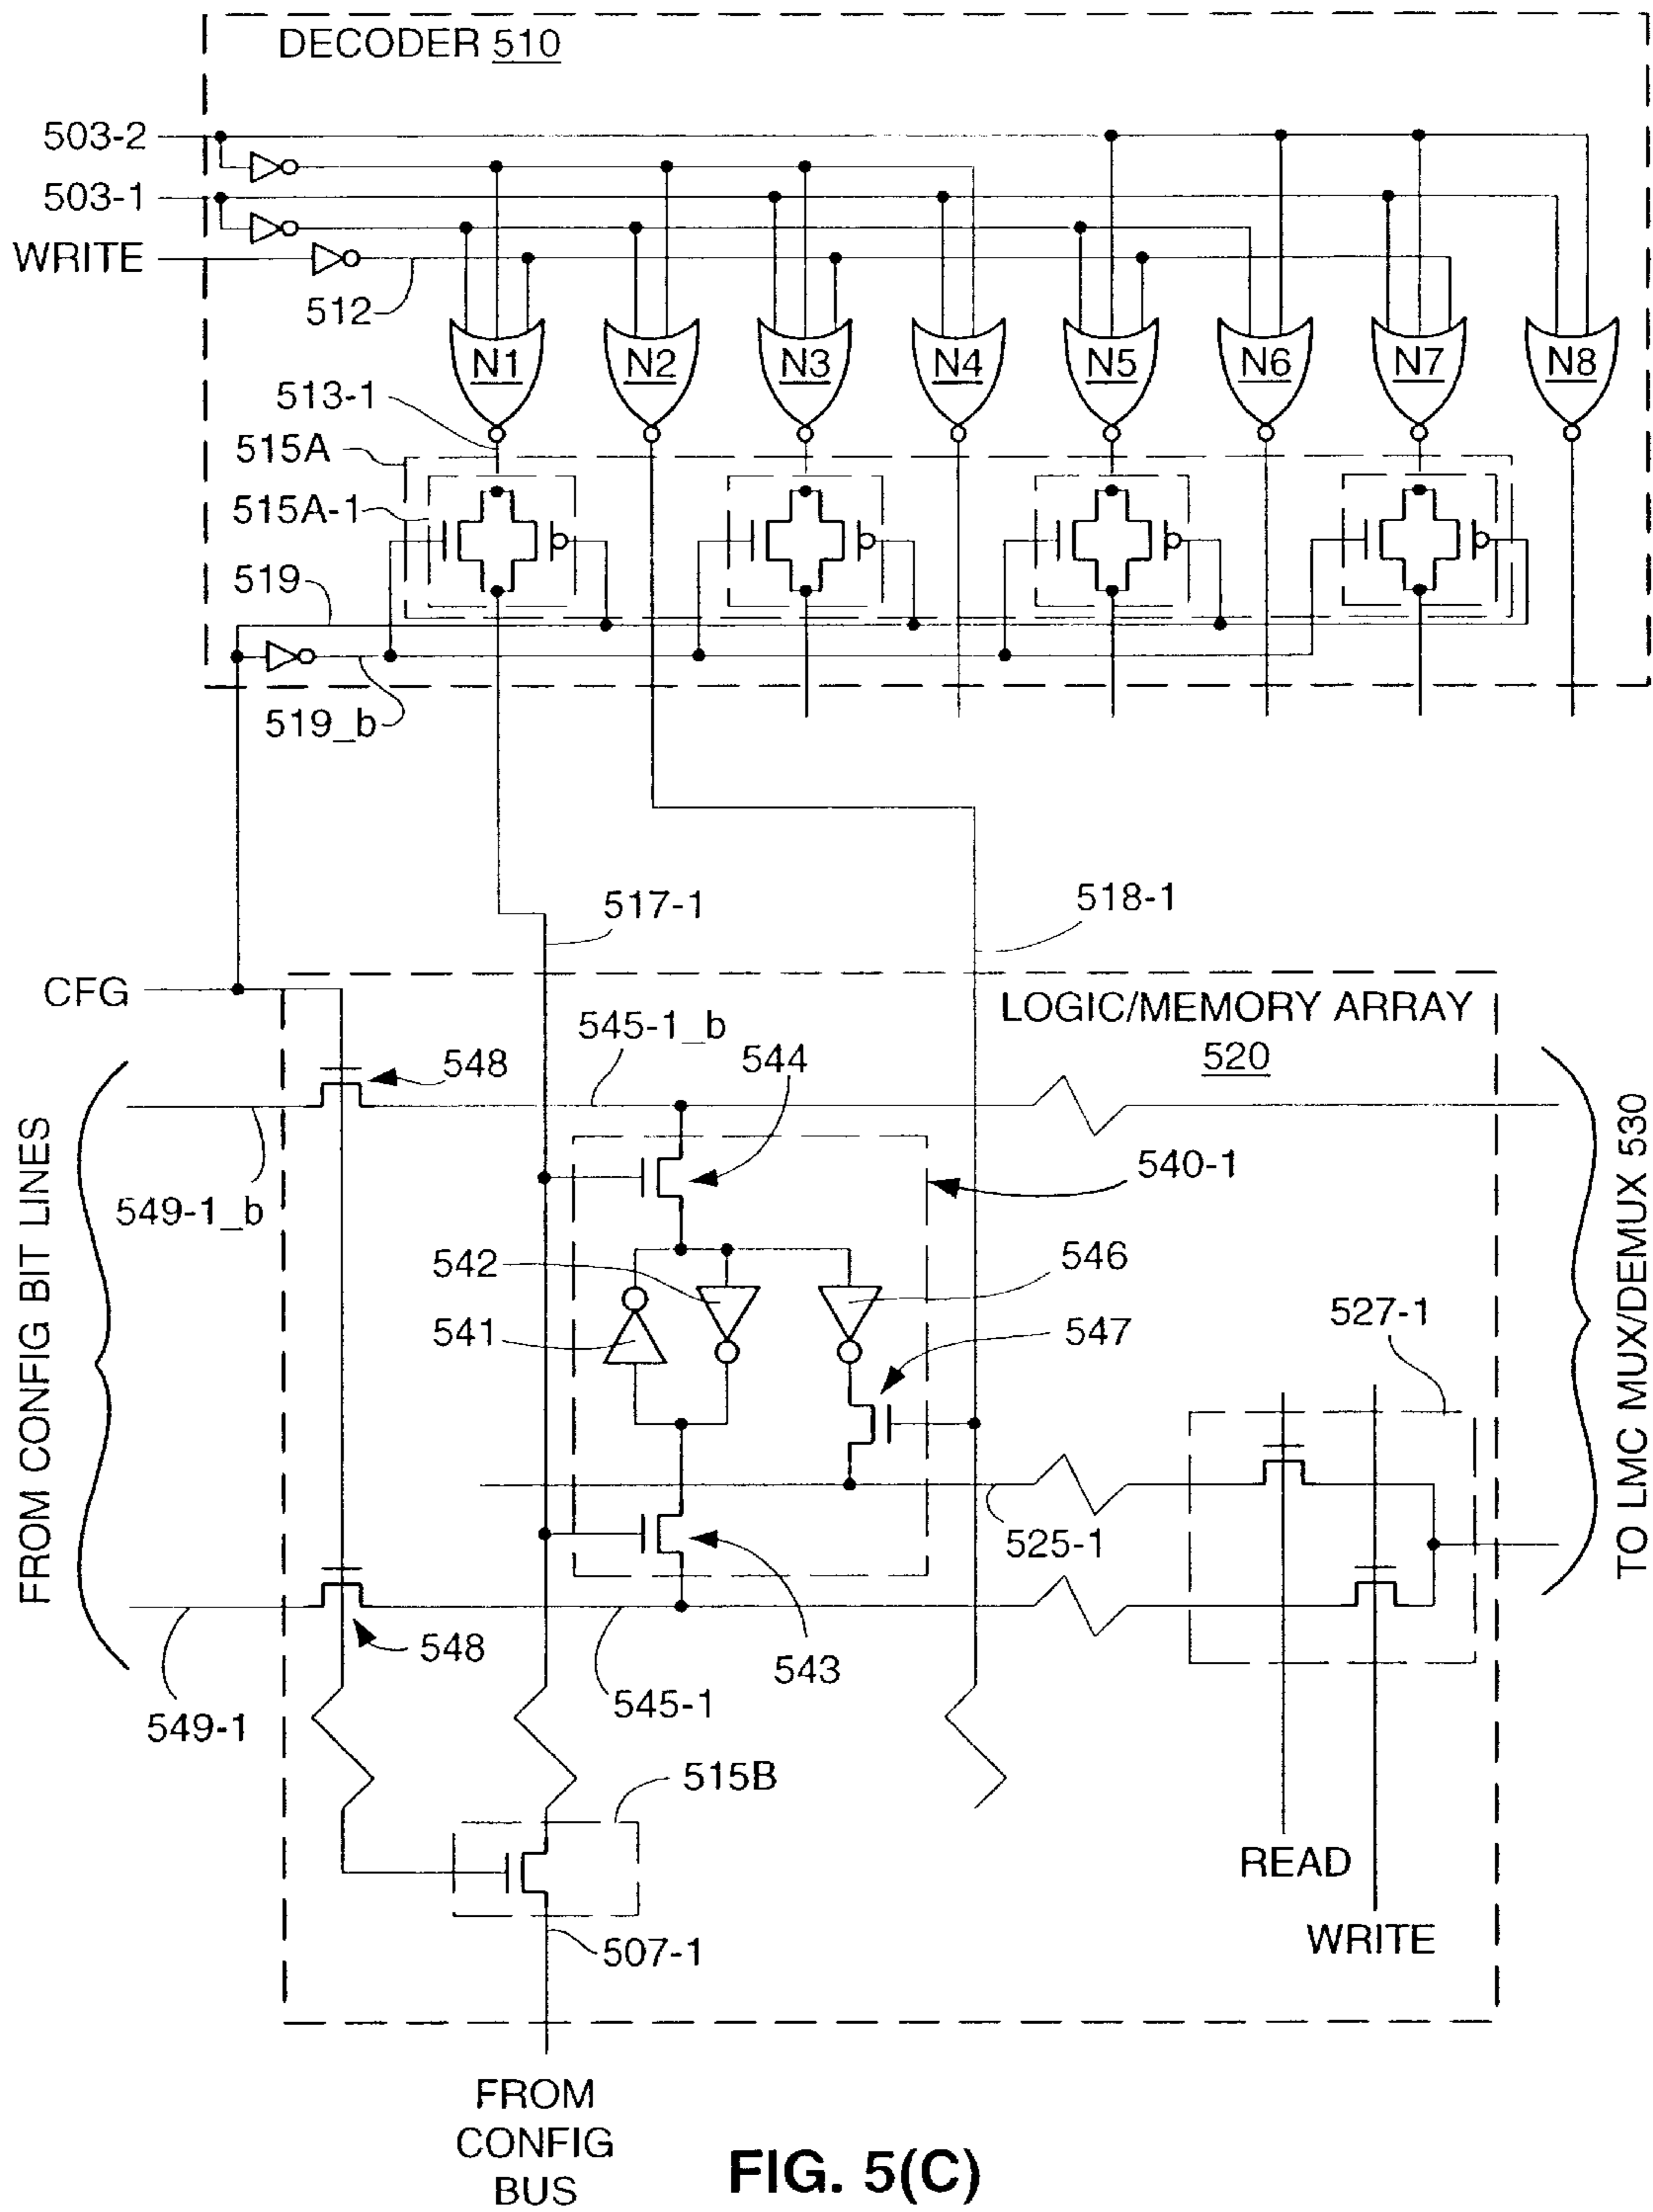 DECODER 510
503-2
503-1
WRITE
512
N1 N2 N3 N4 N5 N6 N7 N8
513-1
515A
515A-1
519
519_b
517-1
518-1
CFG
LOGIC/MEMORY ARRAY
520
545-1_b
544
548
540-1
549-1_b
542
546
541
547
527-1
525-1
548
543
545-1
549-1
515B
READ
WRITE
507-1
FROM CONFIG BIT LINES
TO LMC MUX/DEMUX 530
FROM
CONFIG
BUS
FIG. 5(C)